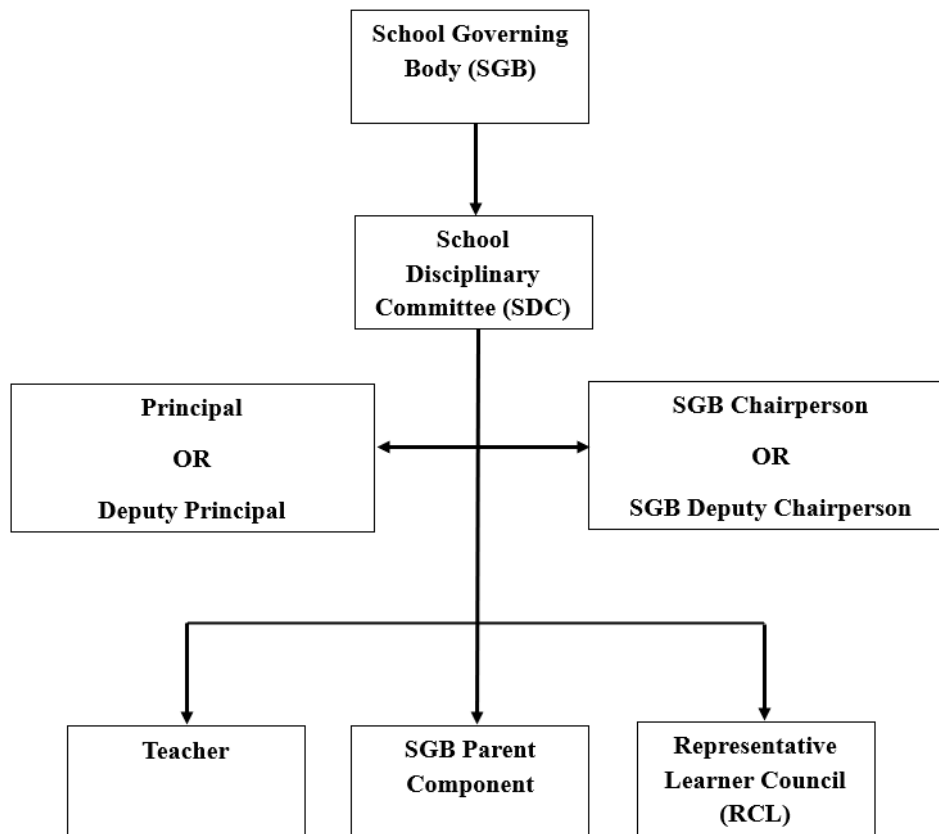 School Governing
Body (SGB)
School
Disciplinary
Committee (SDC)
Principal
OR
Deputy Principal
SGB Chairperson
OR
SGB Deputy Chairperson
Teacher
SGB Parent
Component
Representative
Learner Council
(RCL)